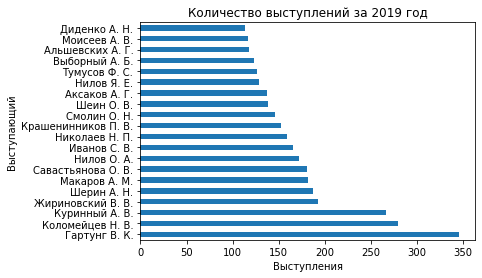 Количество выступлений за 2019 год
Выступающий
Диденко А. Н.
Моисеев А. В.
Альшевских А. Г.
Выборный А. Б.
Тумусов Ф. С.
Нилов Я. Е.
Аксаков А. Г.
Шеин О. В.
Смолин О. Н.
Крашенинников П. В.
Николаев Н. П.
Иванов С. В.
Нилов О. А.
Савастьянова О. В.
Макаров А. М.
Шерин А. Н.
Жириновский В. В.
Куринный А. В.
Коломейцев Н. В.
Гартунг В. К.
0 50 100 150 200 250 300 350
Выступления